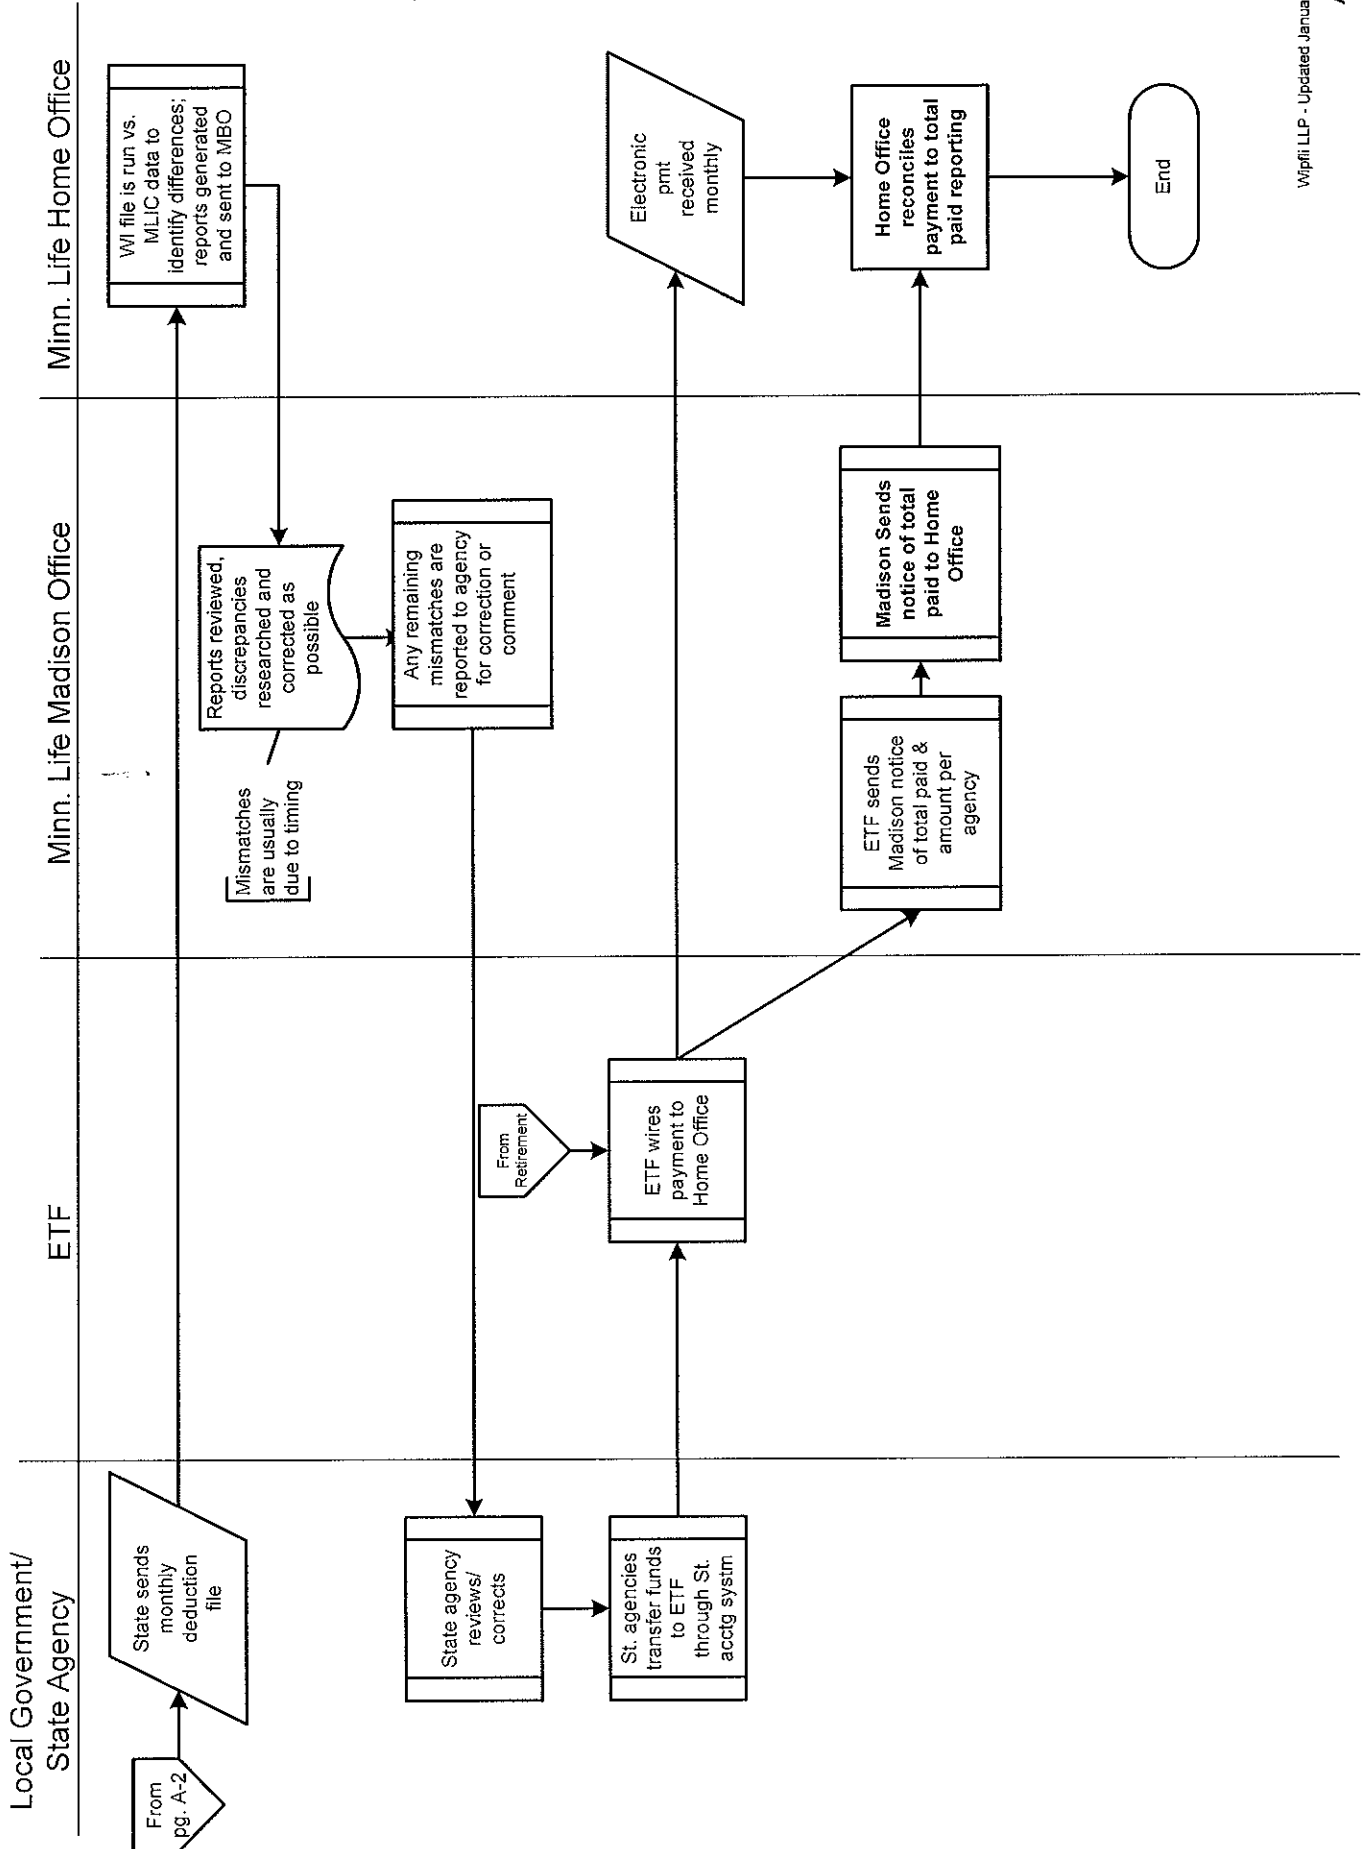 Local Government/
State Agency
ETF
Minn. Life Madison Office
Minn. Life Home Office
From
pg. A-2
State sends
monthly
deduction
file
WI file is run vs.
MLIC data to
identify differences;
reports generated
and sent to MBO
Reports reviewed,
discrepancies
researched and
corrected as
possible
Mismatches
are usually
due to timing
Any remaining
mismatches are
reported to agency
for correction or
comment
State agency
reviews/
corrects
St. agencies
transfer funds
to ETF
through St.
acctg systm
From
Retirement
ETF wires
payment to
Home Office
Electronic
pmt
received
monthly
ETF sends
Madison notice
of total paid &
amount per
agency
Madison Sends
notice of total
paid to Home
Office
Home Office
reconciles
payment to total
paid reporting
End
Wipfli LLP - Updated Janua